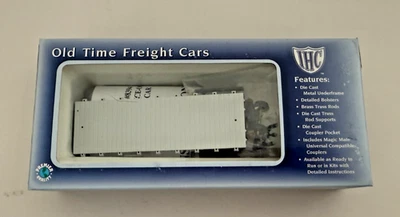 Old Time Freight Cars
IHC
Features:
• Die Cast
Metal Underframe
• Detailed Bolsters
• Brass Truss Rods
• Die Cast Truss
Rod Supports
• Die Cast
Coupler Pocket
• Includes Magic Mate
Universal Compatible
Couplers
• Available as Ready to
Run or in Kits with
Detailed Instructions
PREMIER
CAR